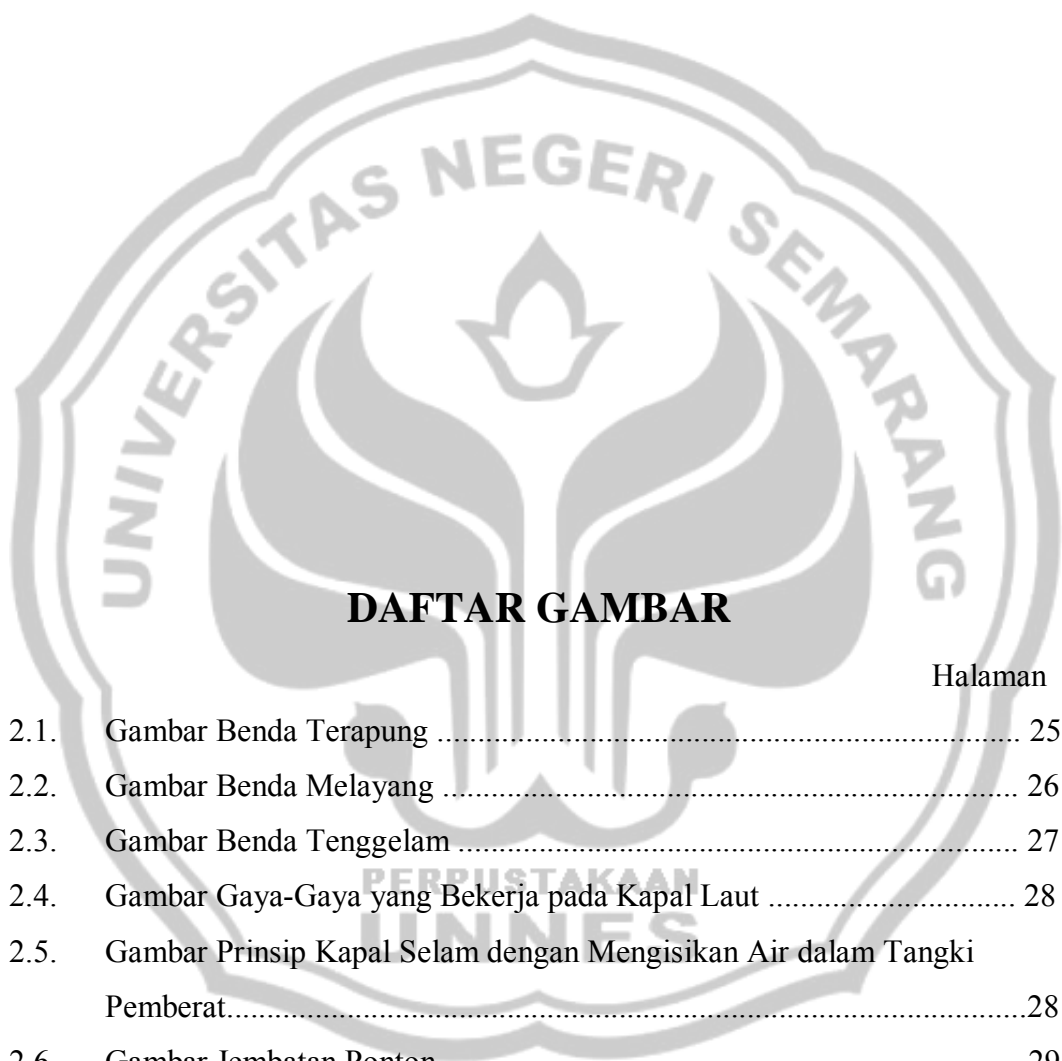 UNIVERSITAS NEGERI SEMARANG
DAFTAR GAMBAR
Halaman
2.1. Gambar Benda Terapung ....................................................................... 25
2.2. Gambar Benda Melayang ...................................................................... 26
2.3. Gambar Benda Tenggelam .................................................................... 27
PERPUSTAKAAN
2.4. Gambar Gaya-Gaya yang Bekerja pada Kapal Laut .............................. 28
UNNES
2.5. Gambar Prinsip Kapal Selam dengan Mengisikan Air dalam Tangki
Pemberat..................................................................................................28
2.6. Gambar Jembatan Ponton ...................................................................... 29